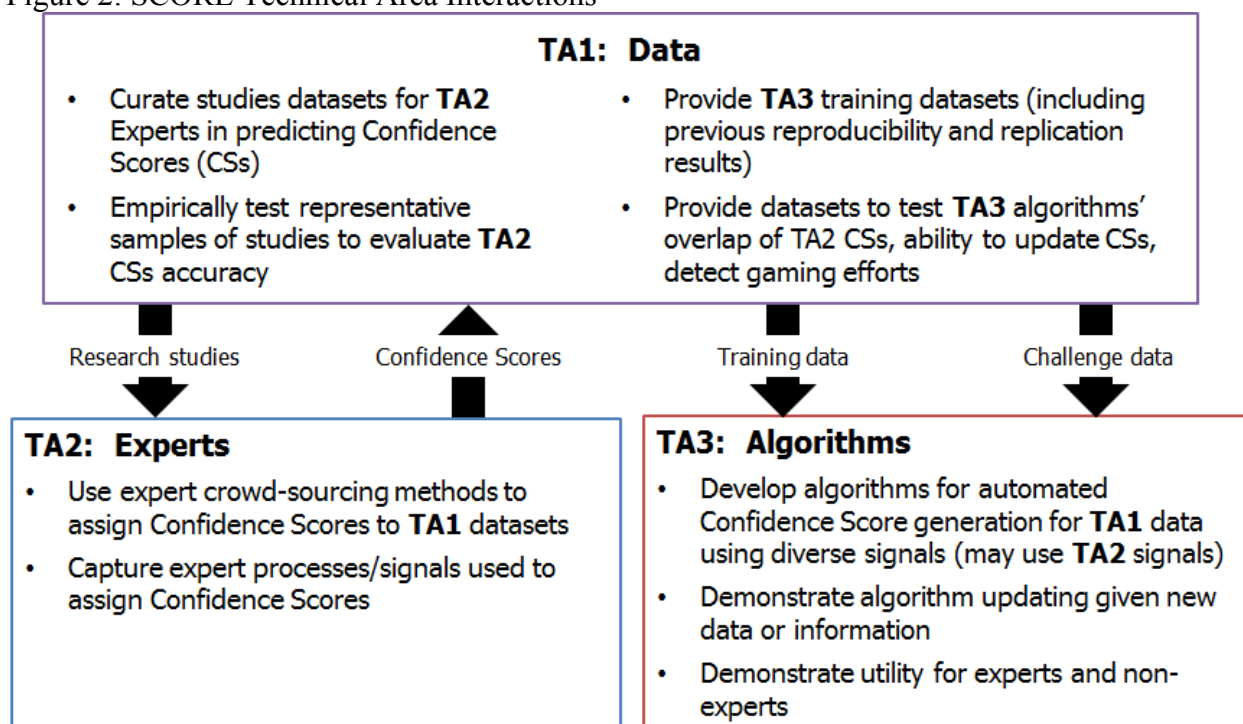 Figure 2: SCORE Technical Area Interactions
TA1: Data
• Curate studies datasets for TA2
Experts in predicting Confidence
Scores (CSs)
• Empirically test representative
samples of studies to evaluate TA2
CSs accuracy
• Provide TA3 training datasets (including
previous reproducibility and replication
results)
• Provide datasets to test TA3 algorithms’
overlap of TA2 CSs, ability to update CSs,
detect gaming efforts
Research studies
Confidence Scores
Training data
Challenge data
TA2: Experts
• Use expert crowd-sourcing methods to
assign Confidence Scores to TA1 datasets
• Capture expert processes/signals used to
assign Confidence Scores
TA3: Algorithms
• Develop algorithms for automated
Confidence Score generation for TA1 data
using diverse signals (may use TA2 signals)
• Demonstrate algorithm updating given new
data or information
• Demonstrate utility for experts and non-
experts